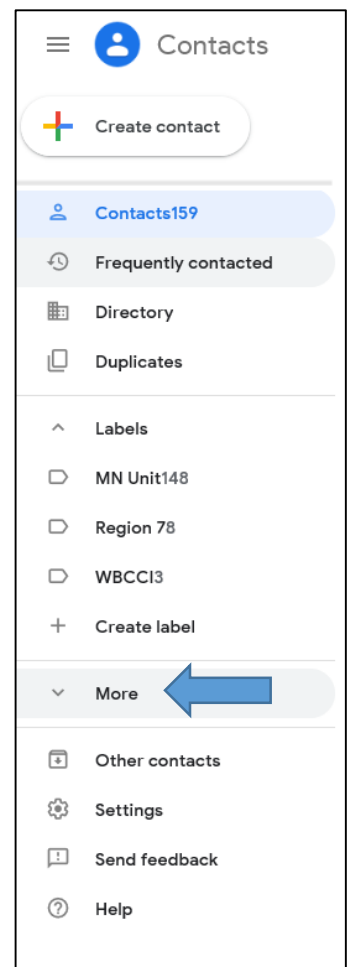 Contacts
Create contact
Contacts159
Frequently contacted
Directory
Duplicates
Labels
MN Unit148
Region 78
WBCCI3
Create label
More
Other contacts
Settings
Send feedback
Help